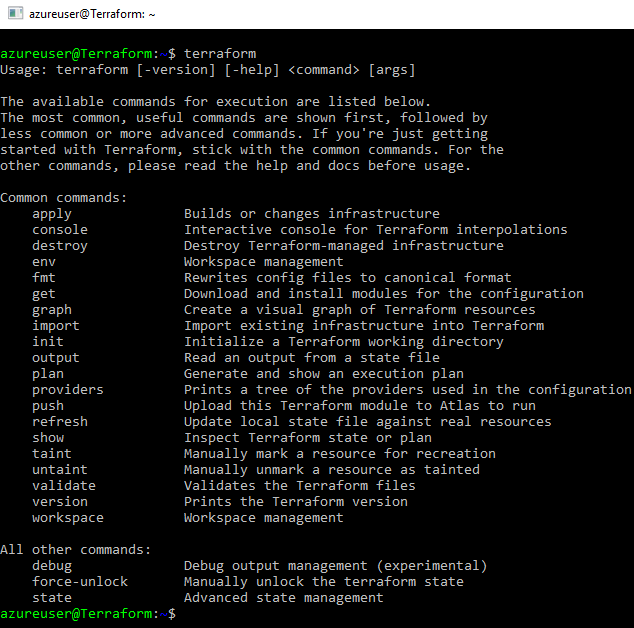 azureuser@Terraform: ~
azureuser@Terraform:~$ terraform
Usage: terraform [-version] [-help] <command> [args]
The available commands for execution are listed below.
The most common, useful commands are shown first, followed by
less common or more advanced commands. If you're just getting
started with Terraform, stick with the common commands. For the
other commands, please read the help and docs before usage.
Common commands:
    apply              Builds or changes infrastructure
    console            Interactive console for Terraform interpolations
    destroy            Destroy Terraform-managed infrastructure
    env                Workspace management
    fmt                Rewrites config files to canonical format
    get                Download and install modules for the configuration
    graph              Create a visual graph of Terraform resources
    import             Import existing infrastructure into Terraform
    init               Initialize a Terraform working directory
    output             Read an output from a state file
    plan               Generate and show an execution plan
    providers          Prints a tree of the providers used in the configuration
    push               Upload this Terraform module to Atlas to run
    refresh            Update local state file against real resources
    show               Inspect Terraform state or plan
    taint              Manually mark a resource for recreation
    untaint            Manually unmark a resource as tainted
    validate           Validates the Terraform files
    version            Prints the Terraform version
    workspace          Workspace management
All other commands:
    debug              Debug output management (experimental)
    force-unlock       Manually unlock the terraform state
    state              Advanced state management
azureuser@Terraform:~$